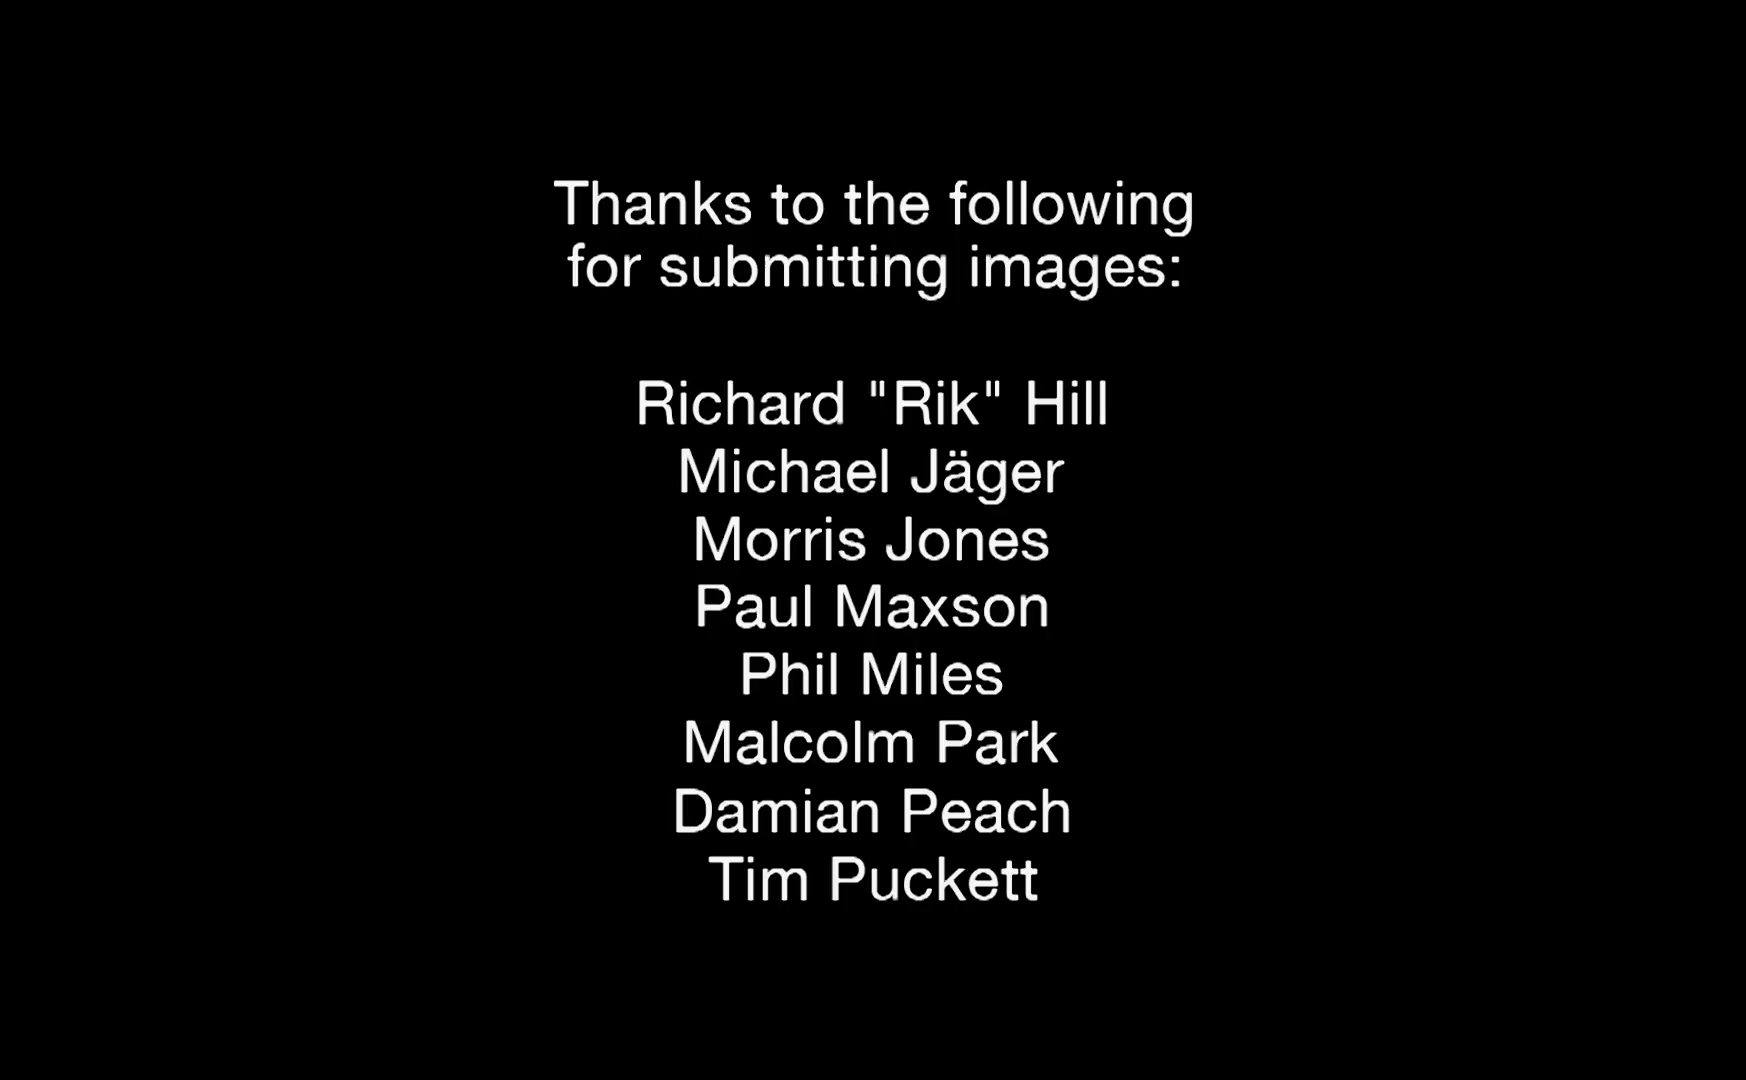 Thanks to the following
for submitting images:
Richard "Rik" Hill
Michael Jäger
Morris Jones
Paul Maxson
Phil Miles
Malcolm Park
Damian Peach
Tim Puckett